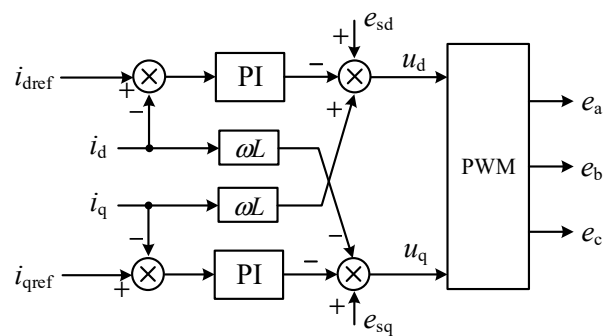 e_sd
+
i_dref
+
−
PI
−
+
u_d
i_d
ωL
e_a
PWM
e_b
i_q
ωL
e_c
−
−
i_qref
+
PI
−
+
u_q
e_sq